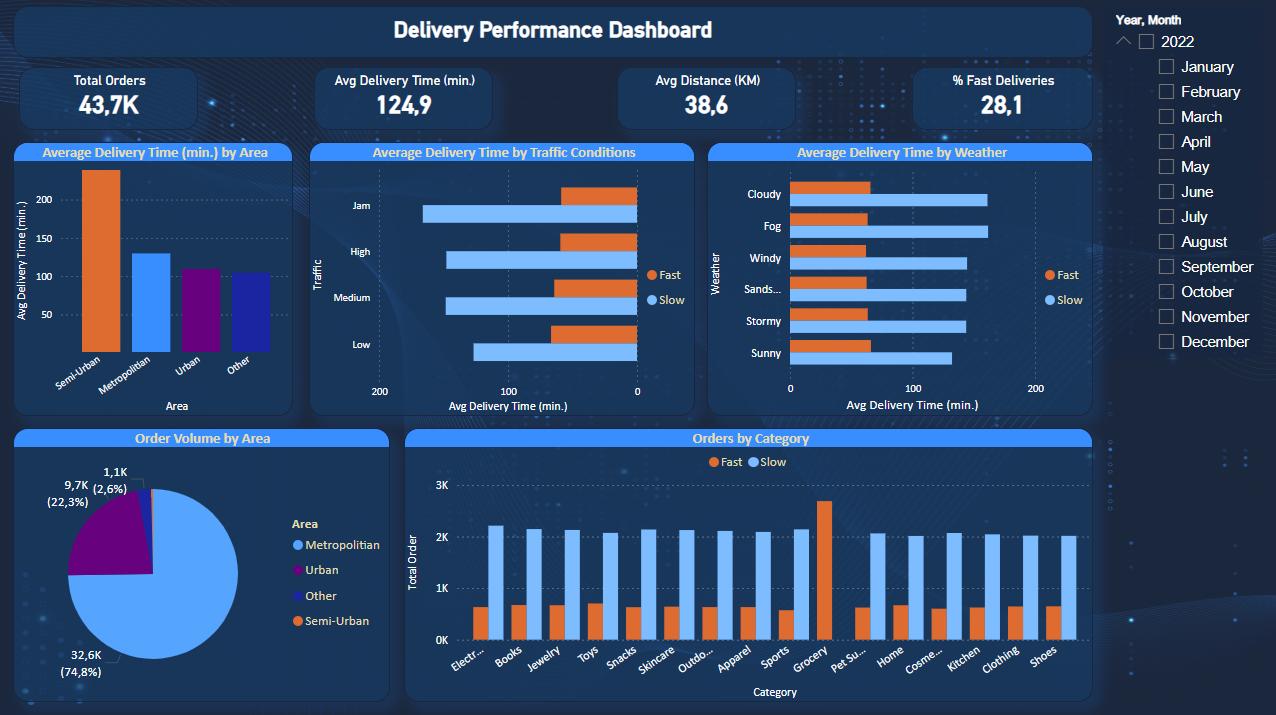 Delivery Performance Dashboard
Total Orders
43,7K
Avg Delivery Time (min.)
124,9
Avg Distance (KM)
38,6
% Fast Deliveries
28,1
Year, Month
2022
January
February
March
April
May
June
July
August
September
October
November
December
Average Delivery Time (min.) by Area
Avg Delivery Time (min.)
200
150
100
50
Semi-Urban
Metropolitian
Urban
Other
Area
Average Delivery Time by Traffic Conditions
Traffic
Jam
High
Medium
Low
200
100
0
Avg Delivery Time (min.)
Fast
Slow
Average Delivery Time by Weather
Weather
Cloudy
Fog
Windy
Sands...
Stormy
Sunny
0
100
200
Avg Delivery Time (min.)
Fast
Slow
Order Volume by Area
1,1K
(2,6%)
9,7K
(22,3%)
32,6K
(74,8%)
Area
Metropolitian
Urban
Other
Semi-Urban
Orders by Category
Fast
Slow
Total Order
3K
2K
1K
0K
Electr...
Books
Jewelry
Toys
Snacks
Skincare
Outdo...
Apparel
Sports
Grocery
Pet Su...
Home
Cosme...
Kitchen
Clothing
Shoes
Category